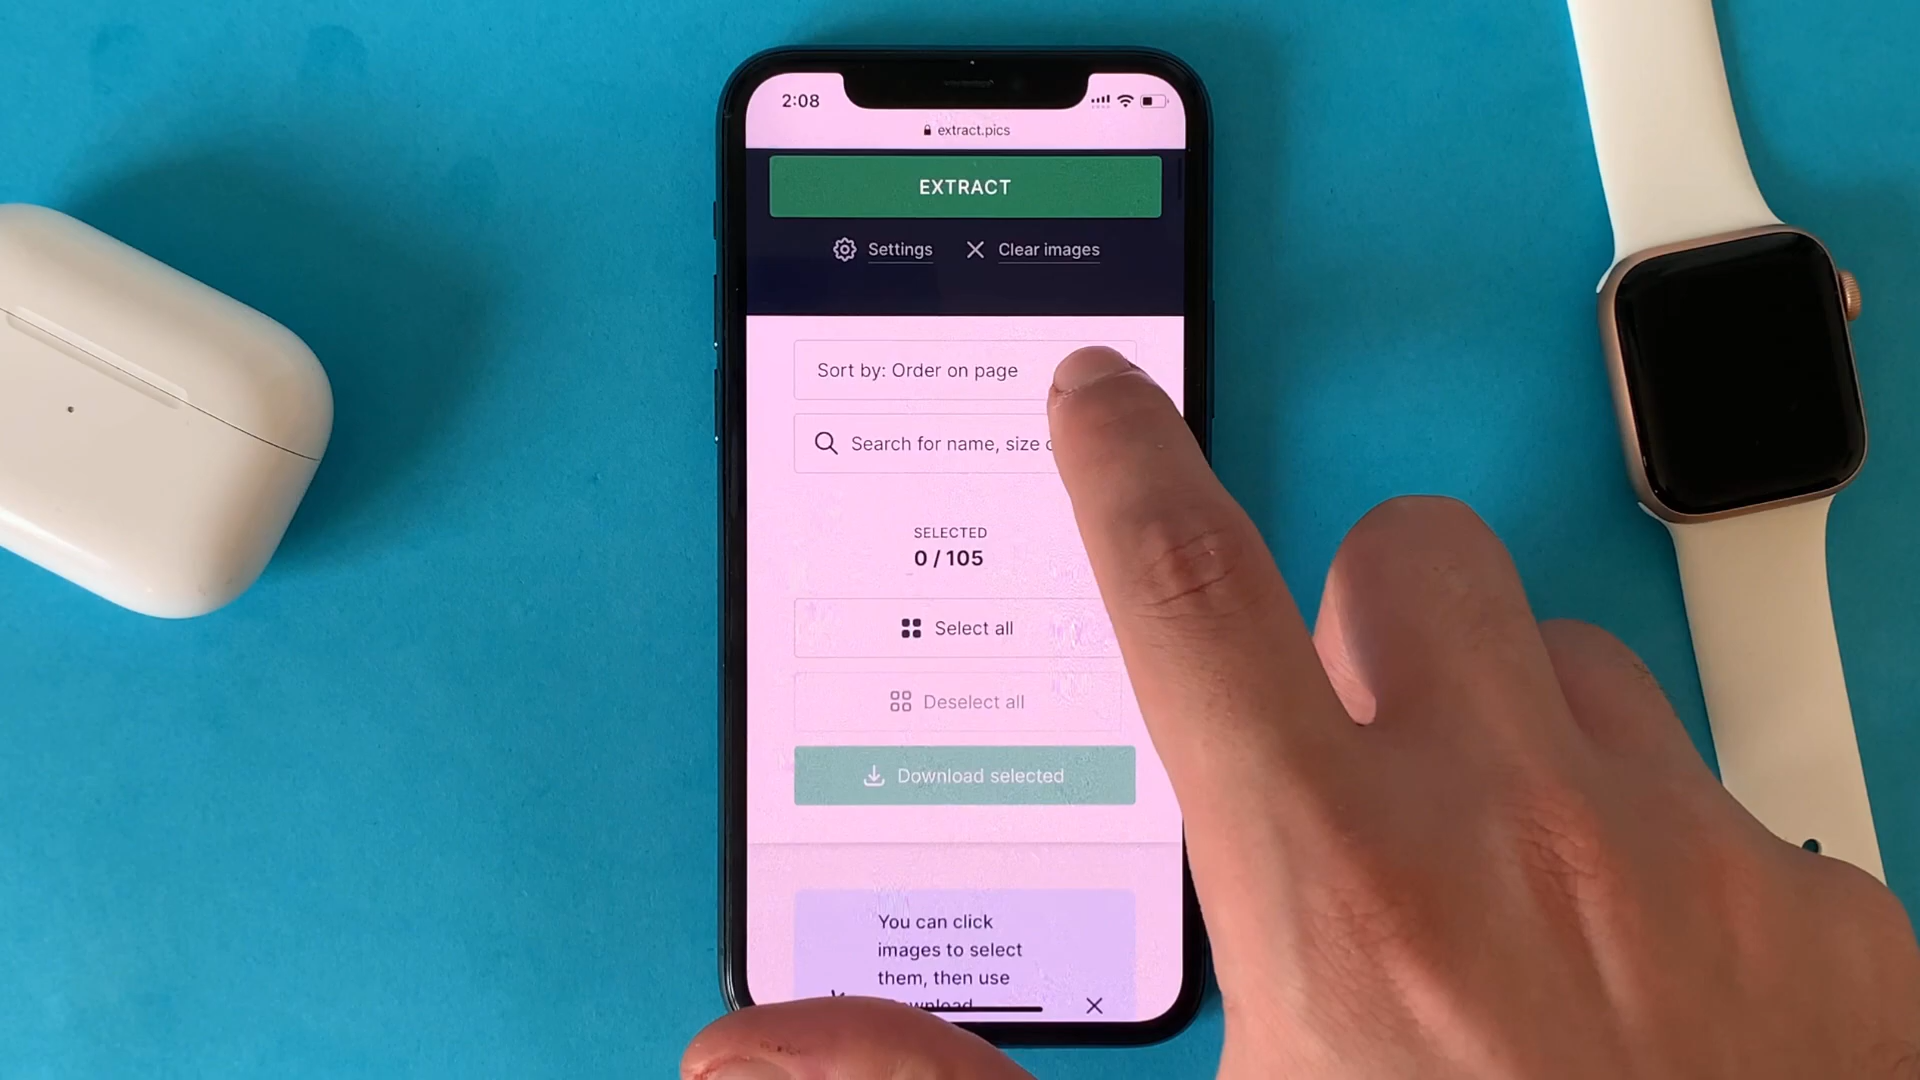 2:08
extract.pics
EXTRACT
Settings
Clear images
Sort by: Order on page
Search for name, size
SELECTED
0 / 105
Select all
Deselect all
Download selected
You can click
images to select
them, then use